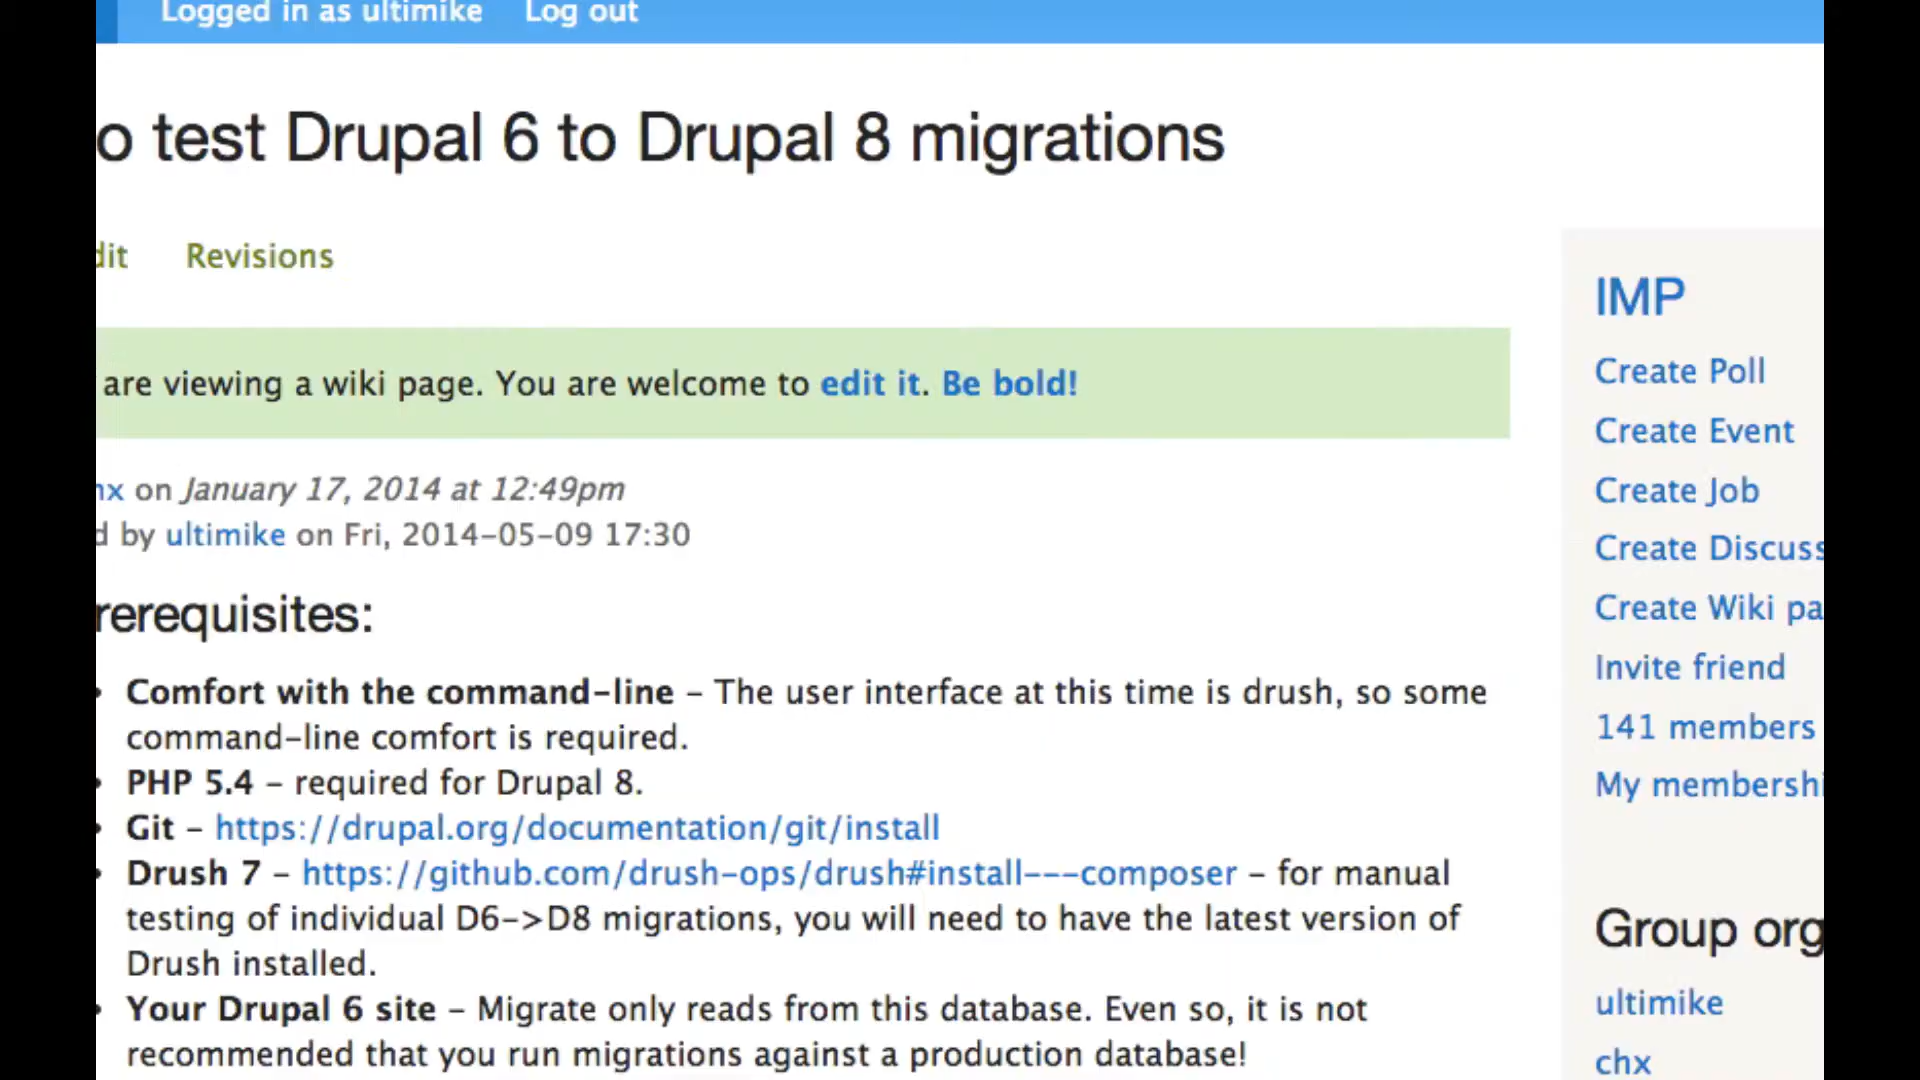 Logged in as ultimike Log out
o test Drupal 6 to Drupal 8 migrations
dit Revisions
are viewing a wiki page. You are welcome to edit it. Be bold!
hx on January 17, 2014 at 12:49pm
d by ultimike on Fri, 2014-05-09 17:30
rerequisites:
• Comfort with the command-line – The user interface at this time is drush, so some
command-line comfort is required.
• PHP 5.4 – required for Drupal 8.
• Git – https://drupal.org/documentation/git/install
• Drush 7 – https://github.com/drush-ops/drush#install---composer – for manual
testing of individual D6->D8 migrations, you will need to have the latest version of
Drush installed.
• Your Drupal 6 site – Migrate only reads from this database. Even so, it is not
recommended that you run migrations against a production database!
IMP
Create Poll
Create Event
Create Job
Create Discuss
Create Wiki pa
Invite friend
141 members
My membershi
Group org
ultimike
chx